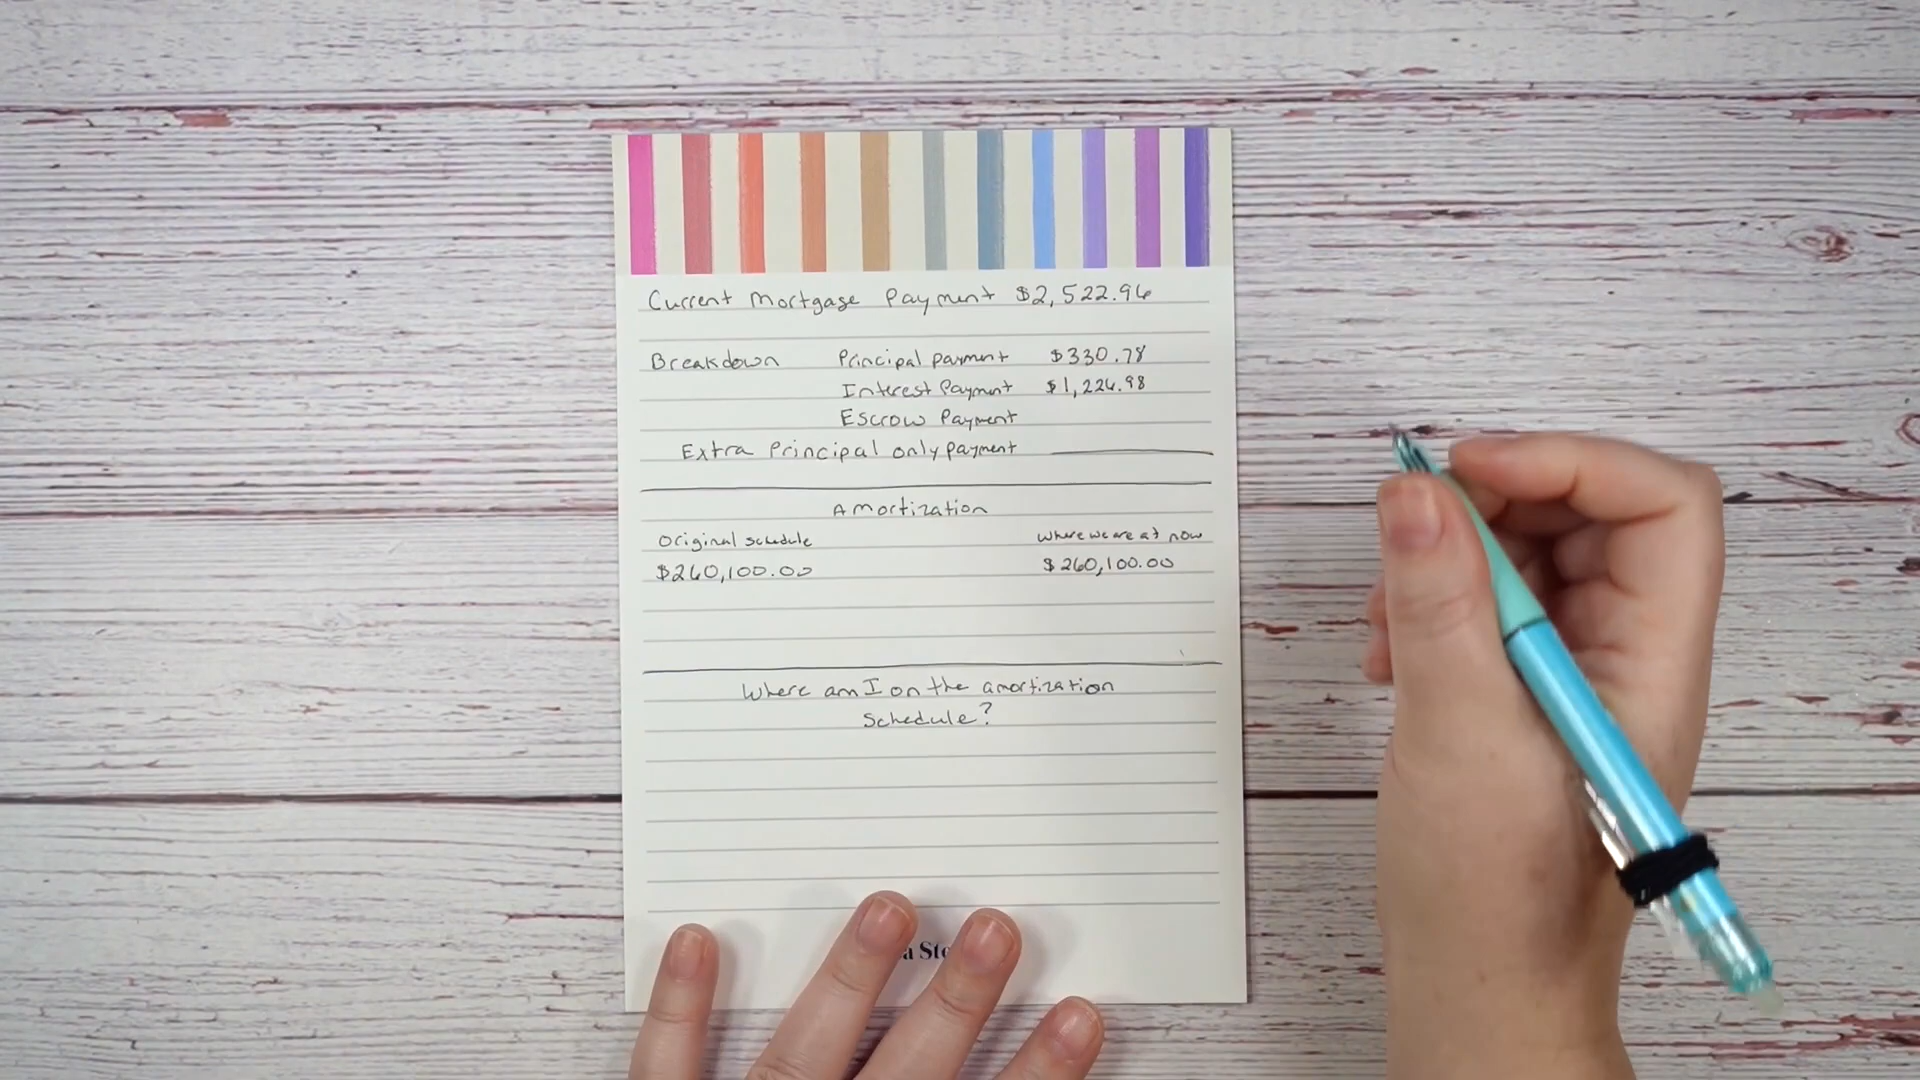 Current Mortgage Payment $2,522.96
Breakdown Principal payment $330.78
Interest Payment $1,226.98
Escrow Payment
Extra Principal only payment
Amortization
Original schedule where we are at now
$260,100.00 $260,100.00
Where am I on the amortization
Schedule?